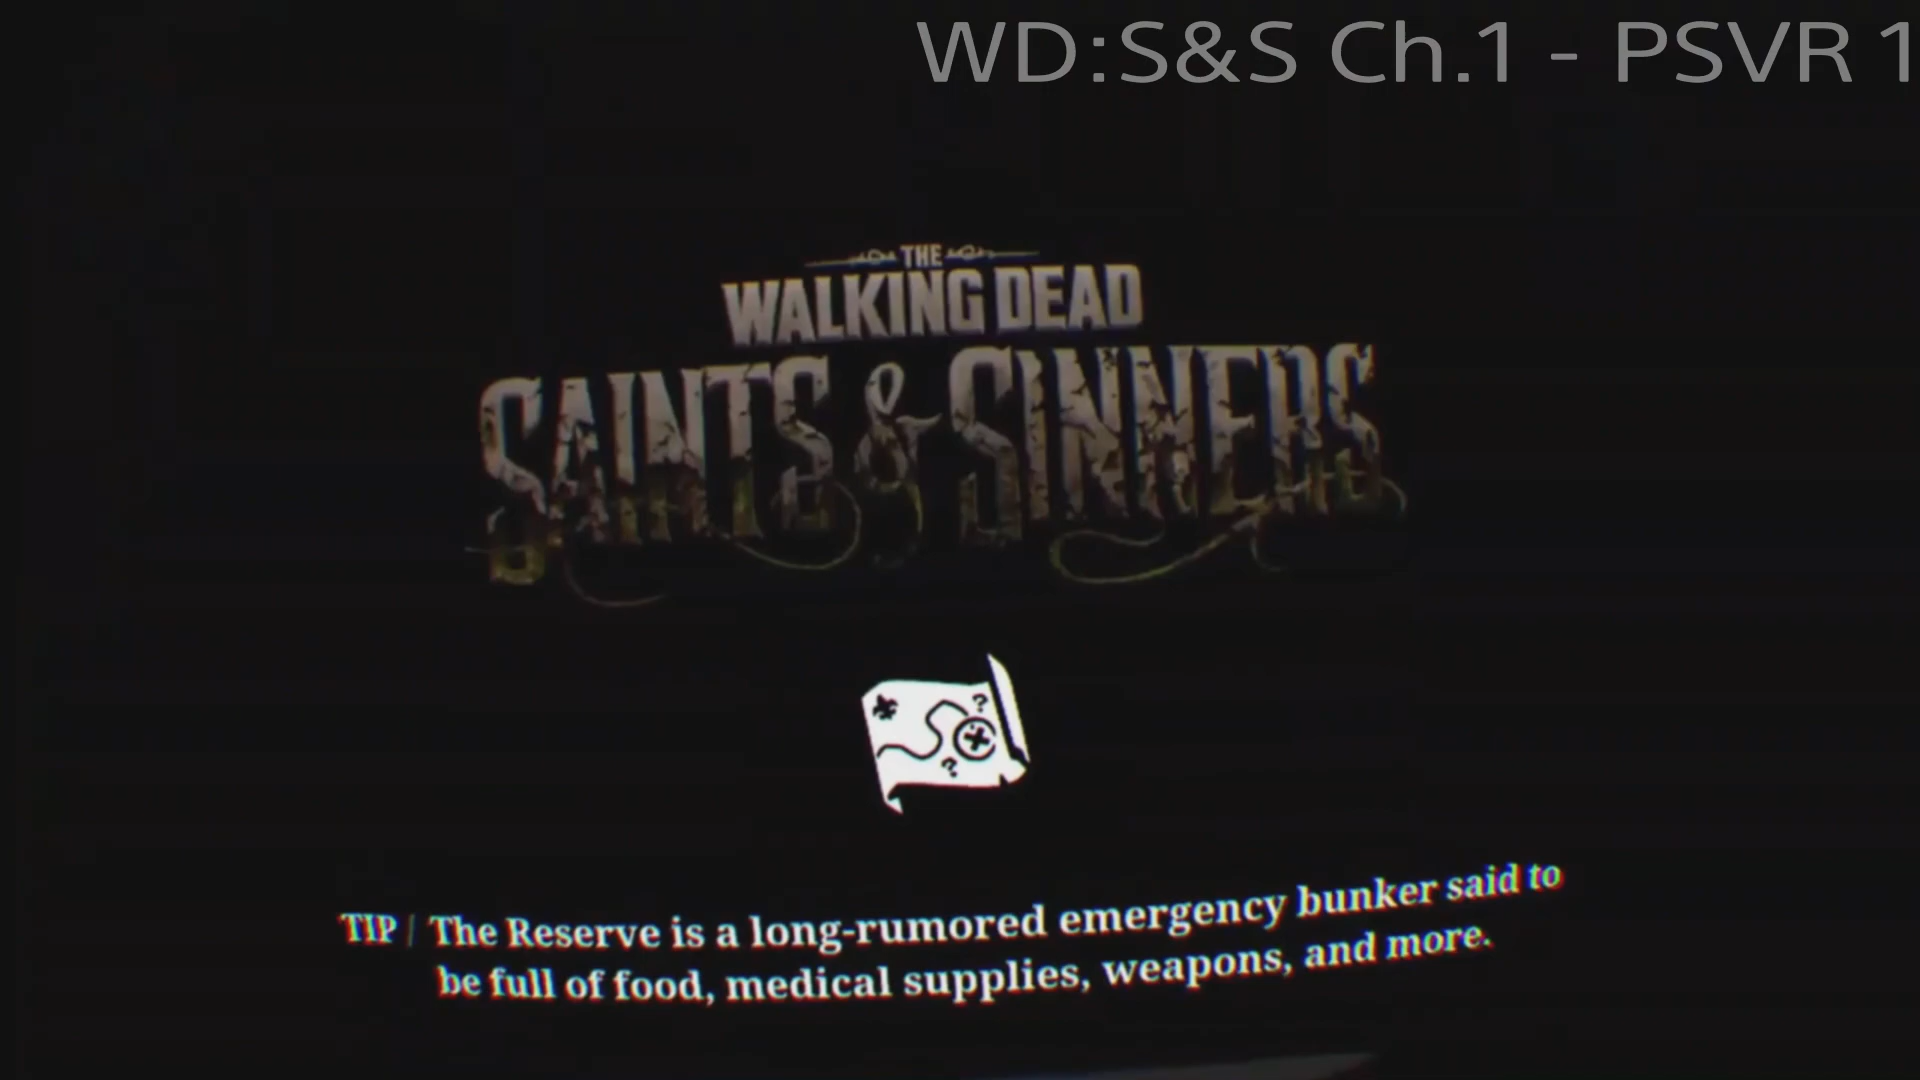 WD:S&S Ch.1 - PSVR 1
THE
WALKING DEAD
SAINTS & SINNERS
? 
?
TIP | The Reserve is a long-rumored emergency bunker said to
be full of food, medical supplies, weapons, and more.